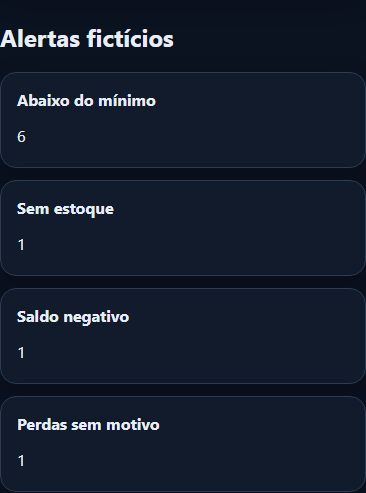 Alertas fictícios
Abaixo do mínimo
6
Sem estoque
1
Saldo negativo
1
Perdas sem motivo
1